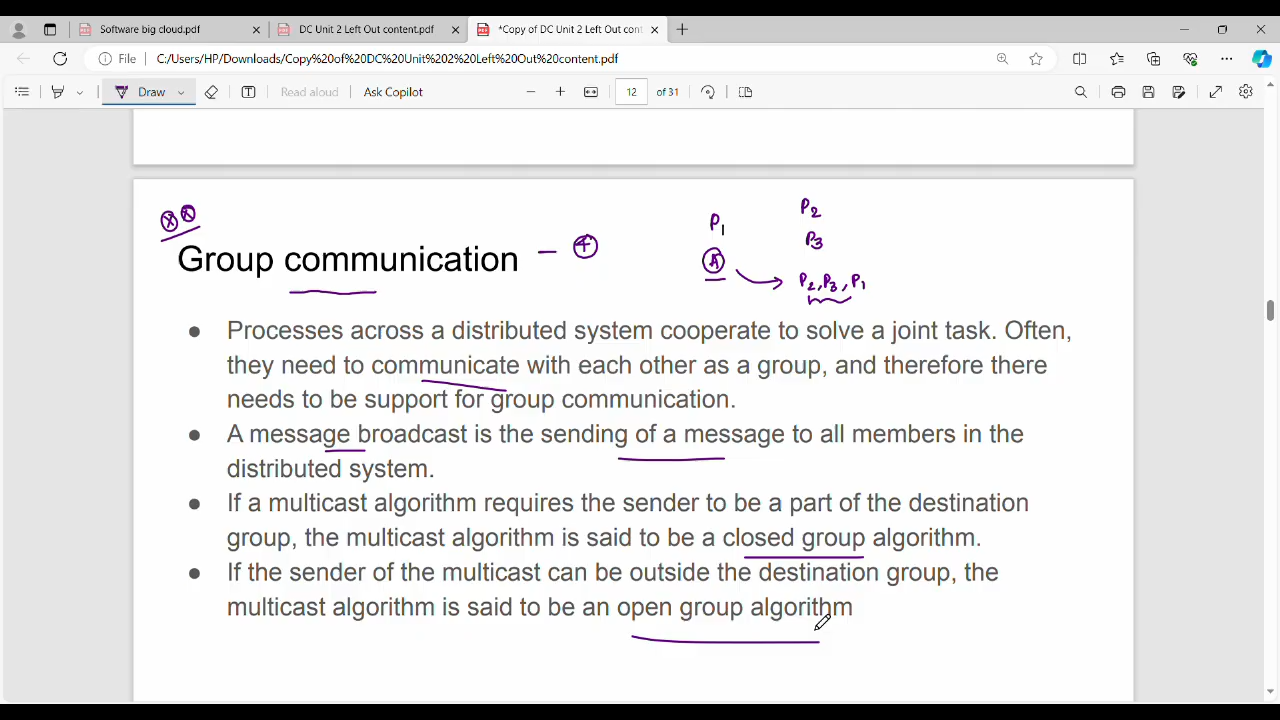 Software big cloud.pdf
DC Unit 2 Left Out content.pdf
*Copy of DC Unit 2 Left Out cont
File
C:/Users/HP/Downloads/Copy%20of%20DC%20Unit%202%20Left%20Out%20content.pdf
Draw
Read aloud
Ask Copilot
12 of 31
P1
P2
P3
Group communication - 4
A
P2, P3, P1
● Processes across a distributed system cooperate to solve a joint task. Often,
they need to communicate with each other as a group, and therefore there
needs to be support for group communication.
● A message broadcast is the sending of a message to all members in the
distributed system.
● If a multicast algorithm requires the sender to be a part of the destination
group, the multicast algorithm is said to be a closed group algorithm.
● If the sender of the multicast can be outside the destination group, the
multicast algorithm is said to be an open group algorithm